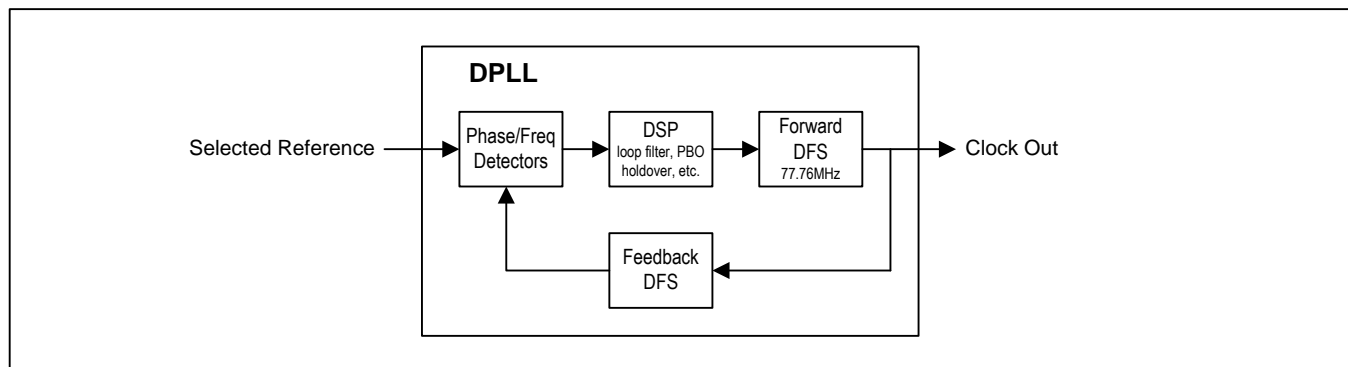 DPLL
Selected Reference
Phase/Freq
Detectors
DSP
loop filter, PBO
holdover, etc.
Forward
DFS
77.76MHz
Clock Out
Feedback
DFS